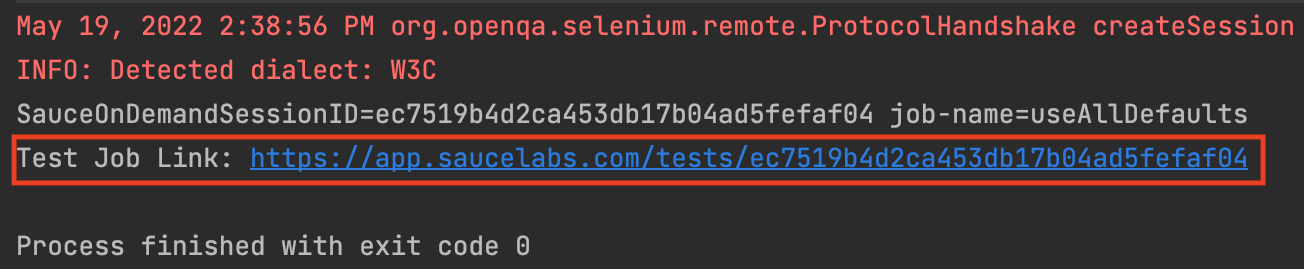 May 19, 2022 2:38:56 PM org.openqa.selenium.remote.ProtocolHandshake createSession
INFO: Detected dialect: W3C
SauceOnDemandSessionID=ec7519b4d2ca453db17b04ad5fefaf04 job-name=useAllDefaults
Test Job Link: https://app.saucelabs.com/tests/ec7519b4d2ca453db17b04ad5fefaf04
Process finished with exit code 0